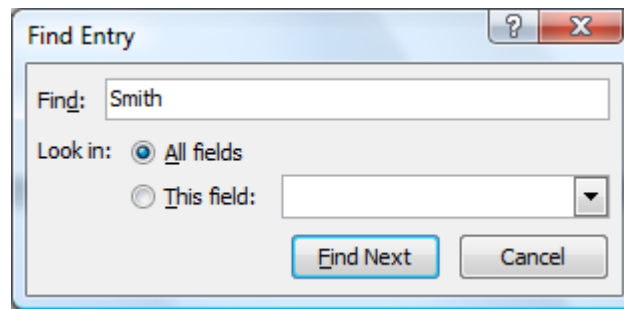 Find Entry
Find: Smith
Look in: All fields
This field:
Find Next Cancel